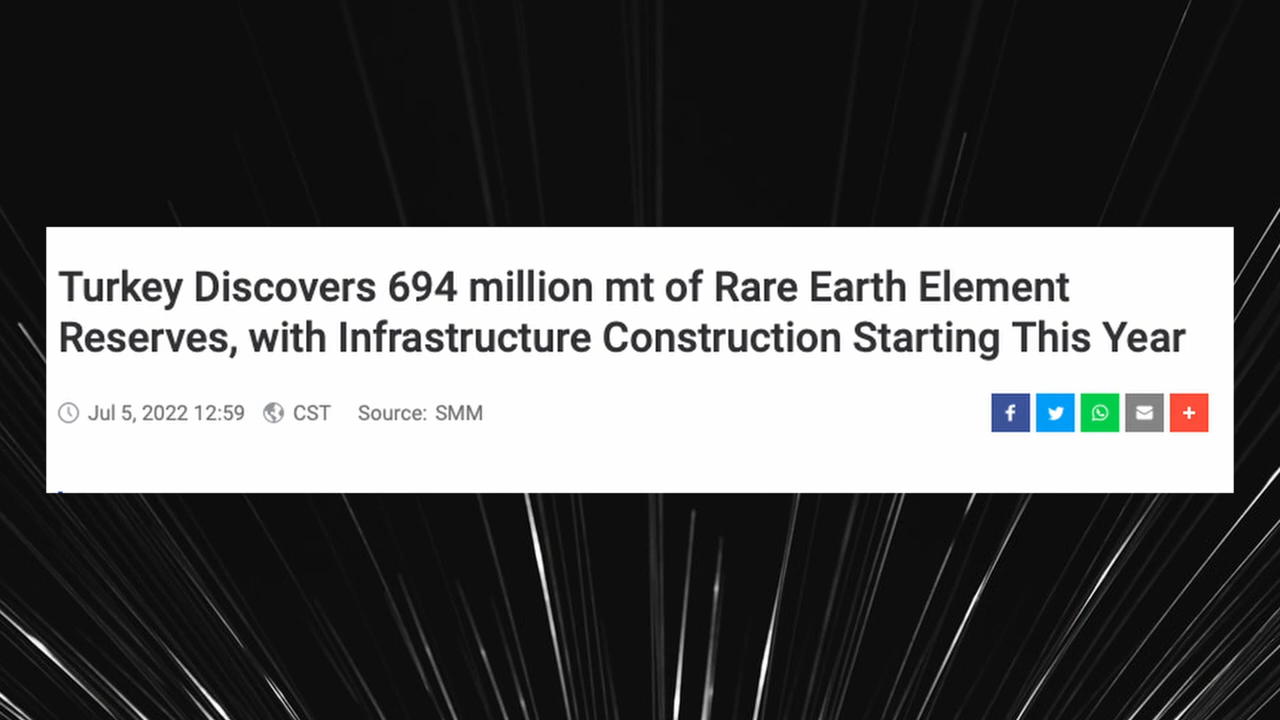 Turkey Discovers 694 million mt of Rare Earth Element
Reserves, with Infrastructure Construction Starting This Year
Jul 5, 2022 12:59 CST Source: SMM